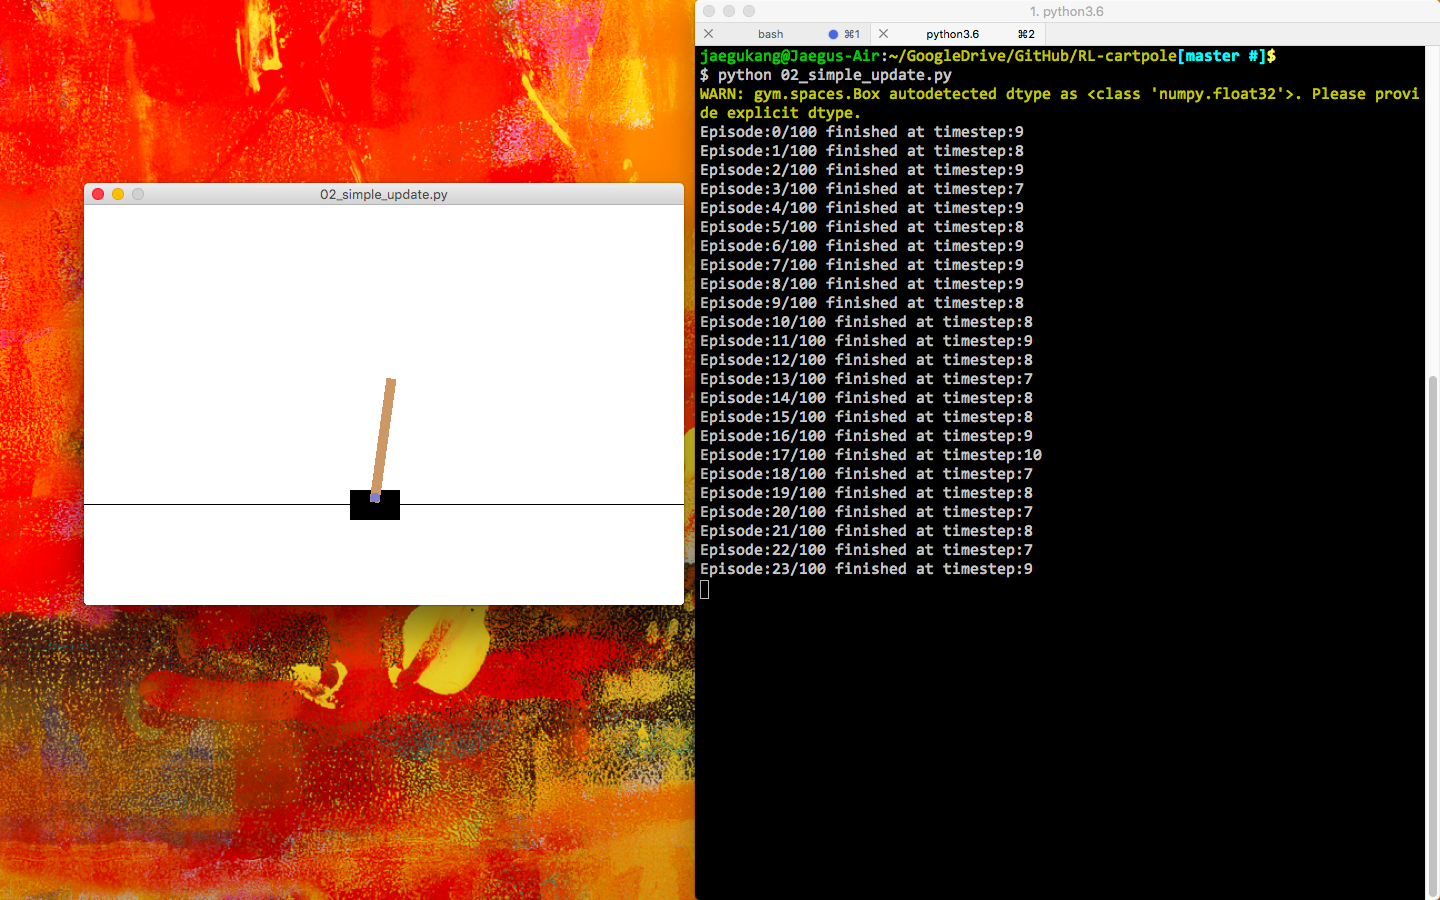 1. python3.6
bash ⌘1
python3.6 ⌘2
jaegukang@Jaegus-Air:~/GoogleDrive/GitHub/RL-cartpole[master #]$
$ python 02_simple_update.py
WARN: gym.spaces.Box autodetected dtype as <class 'numpy.float32'>. Please provi
de explicit dtype.
Episode:0/100 finished at timestep:9
Episode:1/100 finished at timestep:8
Episode:2/100 finished at timestep:9
Episode:3/100 finished at timestep:7
Episode:4/100 finished at timestep:9
Episode:5/100 finished at timestep:8
Episode:6/100 finished at timestep:9
Episode:7/100 finished at timestep:9
Episode:8/100 finished at timestep:9
Episode:9/100 finished at timestep:8
Episode:10/100 finished at timestep:8
Episode:11/100 finished at timestep:9
Episode:12/100 finished at timestep:8
Episode:13/100 finished at timestep:7
Episode:14/100 finished at timestep:8
Episode:15/100 finished at timestep:8
Episode:16/100 finished at timestep:9
Episode:17/100 finished at timestep:10
Episode:18/100 finished at timestep:7
Episode:19/100 finished at timestep:8
Episode:20/100 finished at timestep:7
Episode:21/100 finished at timestep:8
Episode:22/100 finished at timestep:7
Episode:23/100 finished at timestep:9
02_simple_update.py